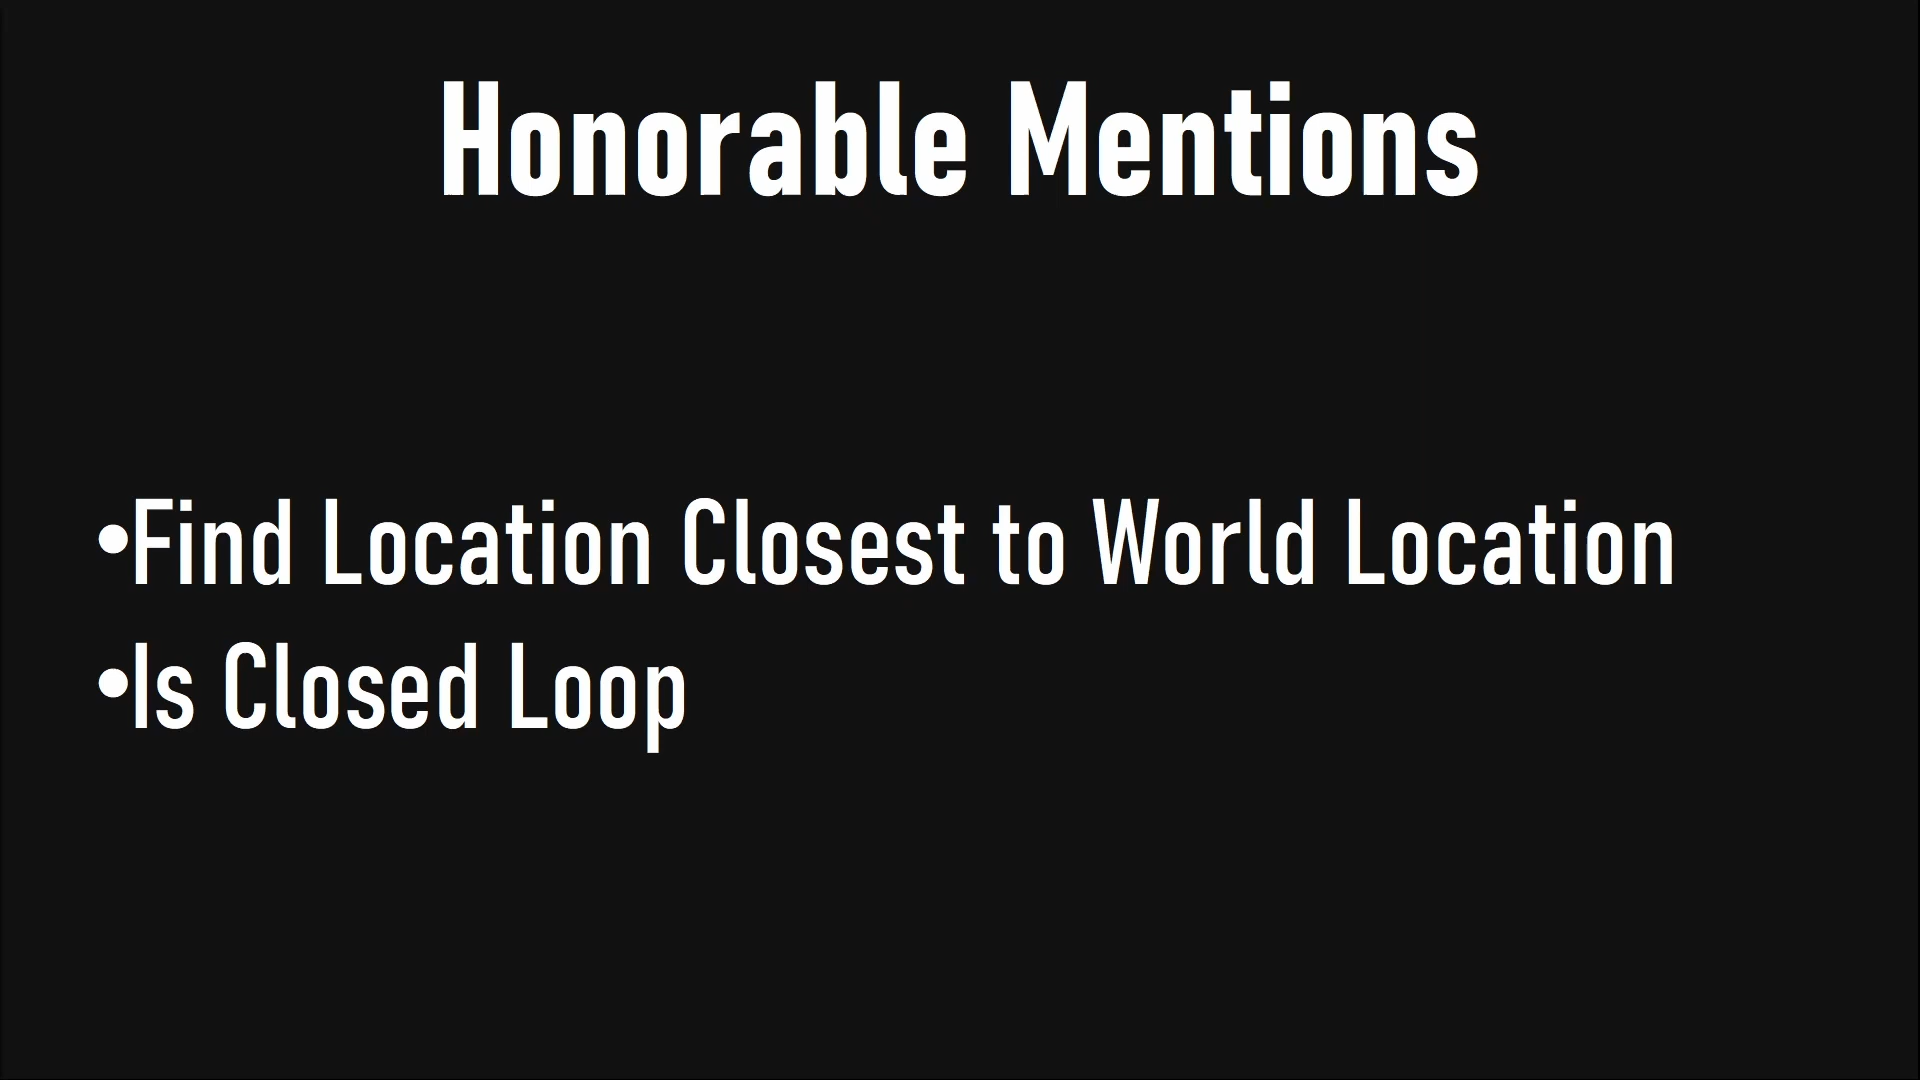 Honorable Mentions
•Find Location Closest to World Location
•Is Closed Loop